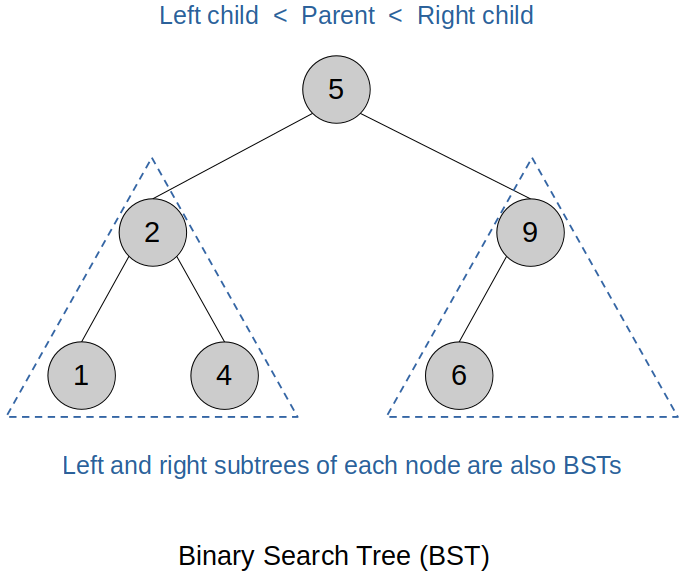 Left child < Parent < Right child
5
2
9
1
4
6
Left and right subtrees of each node are also BSTs
Binary Search Tree (BST)